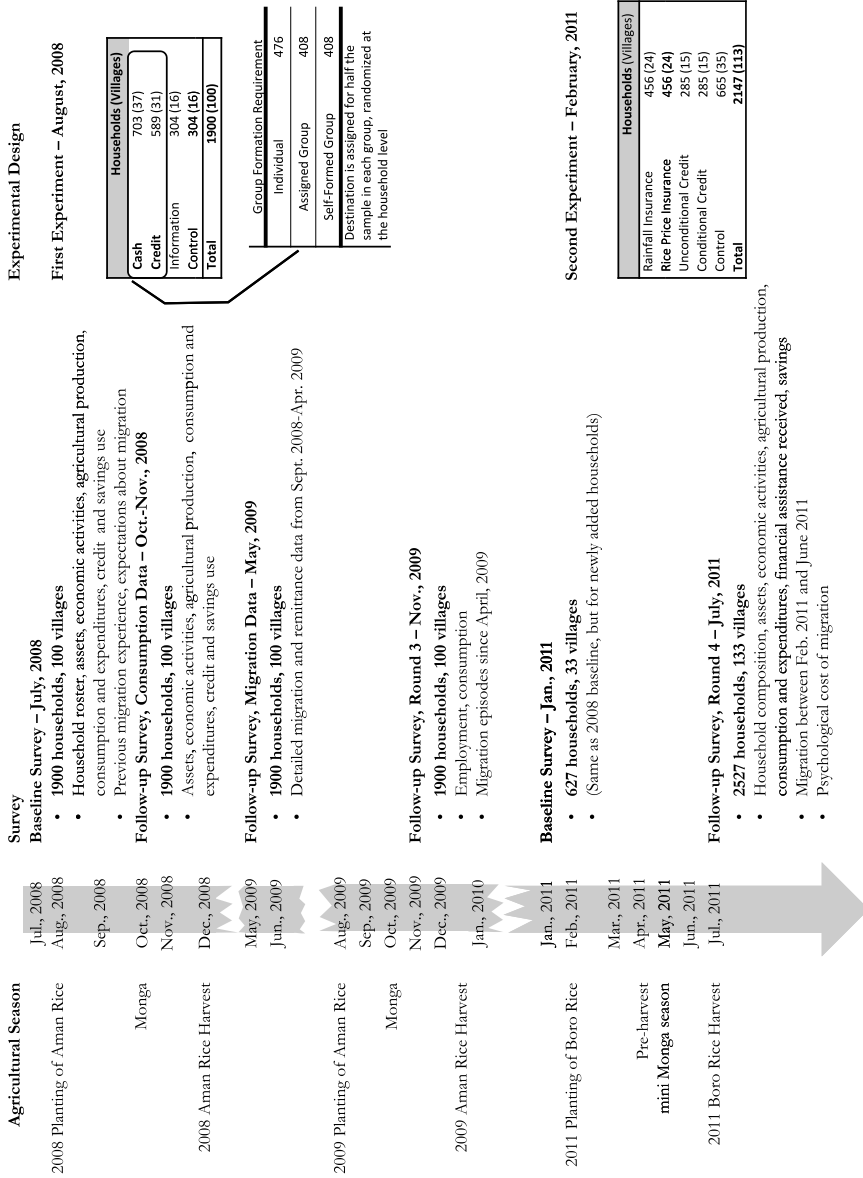 Agricultural Season
2008 Planting of Aman Rice
Monga
2008 Aman Rice Harvest
2009 Planting of Aman Rice
Monga
2009 Aman Rice Harvest
2011 Planting of Boro Rice
Pre-harvest
mini Monga season
2011 Boro Rice Harvest
Jul., 2008
Aug., 2008
Sep., 2008
Oct., 2008
Nov., 2008
Dec., 2008
May, 2009
Jun., 2009
Aug., 2009
Sep., 2009
Oct., 2009
Nov., 2009
Dec., 2009
Jan., 2010
Jan., 2011
Feb., 2011
Mar., 2011
Apr., 2011
May, 2011
Jun., 2011
Jul., 2011
Survey
Baseline Survey – July, 2008
• 1900 households, 100 villages
• Household roster, assets, economic activities, agricultural production,
consumption and expenditures, credit and savings use
• Previous migration experience, expectations about migration
Follow-up Survey, Consumption Data – Oct.-Nov., 2008
• 1900 households, 100 villages
• Assets, economic activities, agricultural production, consumption and
expenditures, credit and savings use
Follow-up Survey, Migration Data – May, 2009
• 1900 households, 100 villages
• Detailed migration and remittance data from Sept. 2008-Apr. 2009
Follow-up Survey, Round 3 – Nov., 2009
• 1900 households, 100 villages
• Employment, consumption
• Migration episodes since April, 2009
Baseline Survey – Jan., 2011
• 627 households, 33 villages
• (Same as 2008 baseline, but for newly added households)
Follow-up Survey, Round 4 – July, 2011
• 2527 households, 133 villages
• Household composition, assets, economic activities, agricultural production,
consumption and expenditures, financial assistance received, savings
• Migration between Feb. 2011 and June 2011
• Psychological cost of migration
Experimental Design
First Experiment – August, 2008
Households (Villages)
Cash 703 (37)
Credit 589 (31)
Information 304 (16)
Control 304 (16)
Total 1900 (100)
Group Formation Requirement
Individual 476
Assigned Group 408
Self-Formed Group 408
Destination is assigned for half the
sample in each group, randomized at
the household level
Second Experiment – February, 2011
Households (Villages)
Rainfall Insurance 456 (24)
Rice Price Insurance 456 (24)
Unconditional Credit 285 (15)
Conditional Credit 285 (15)
Control 665 (35)
Total 2147 (113)